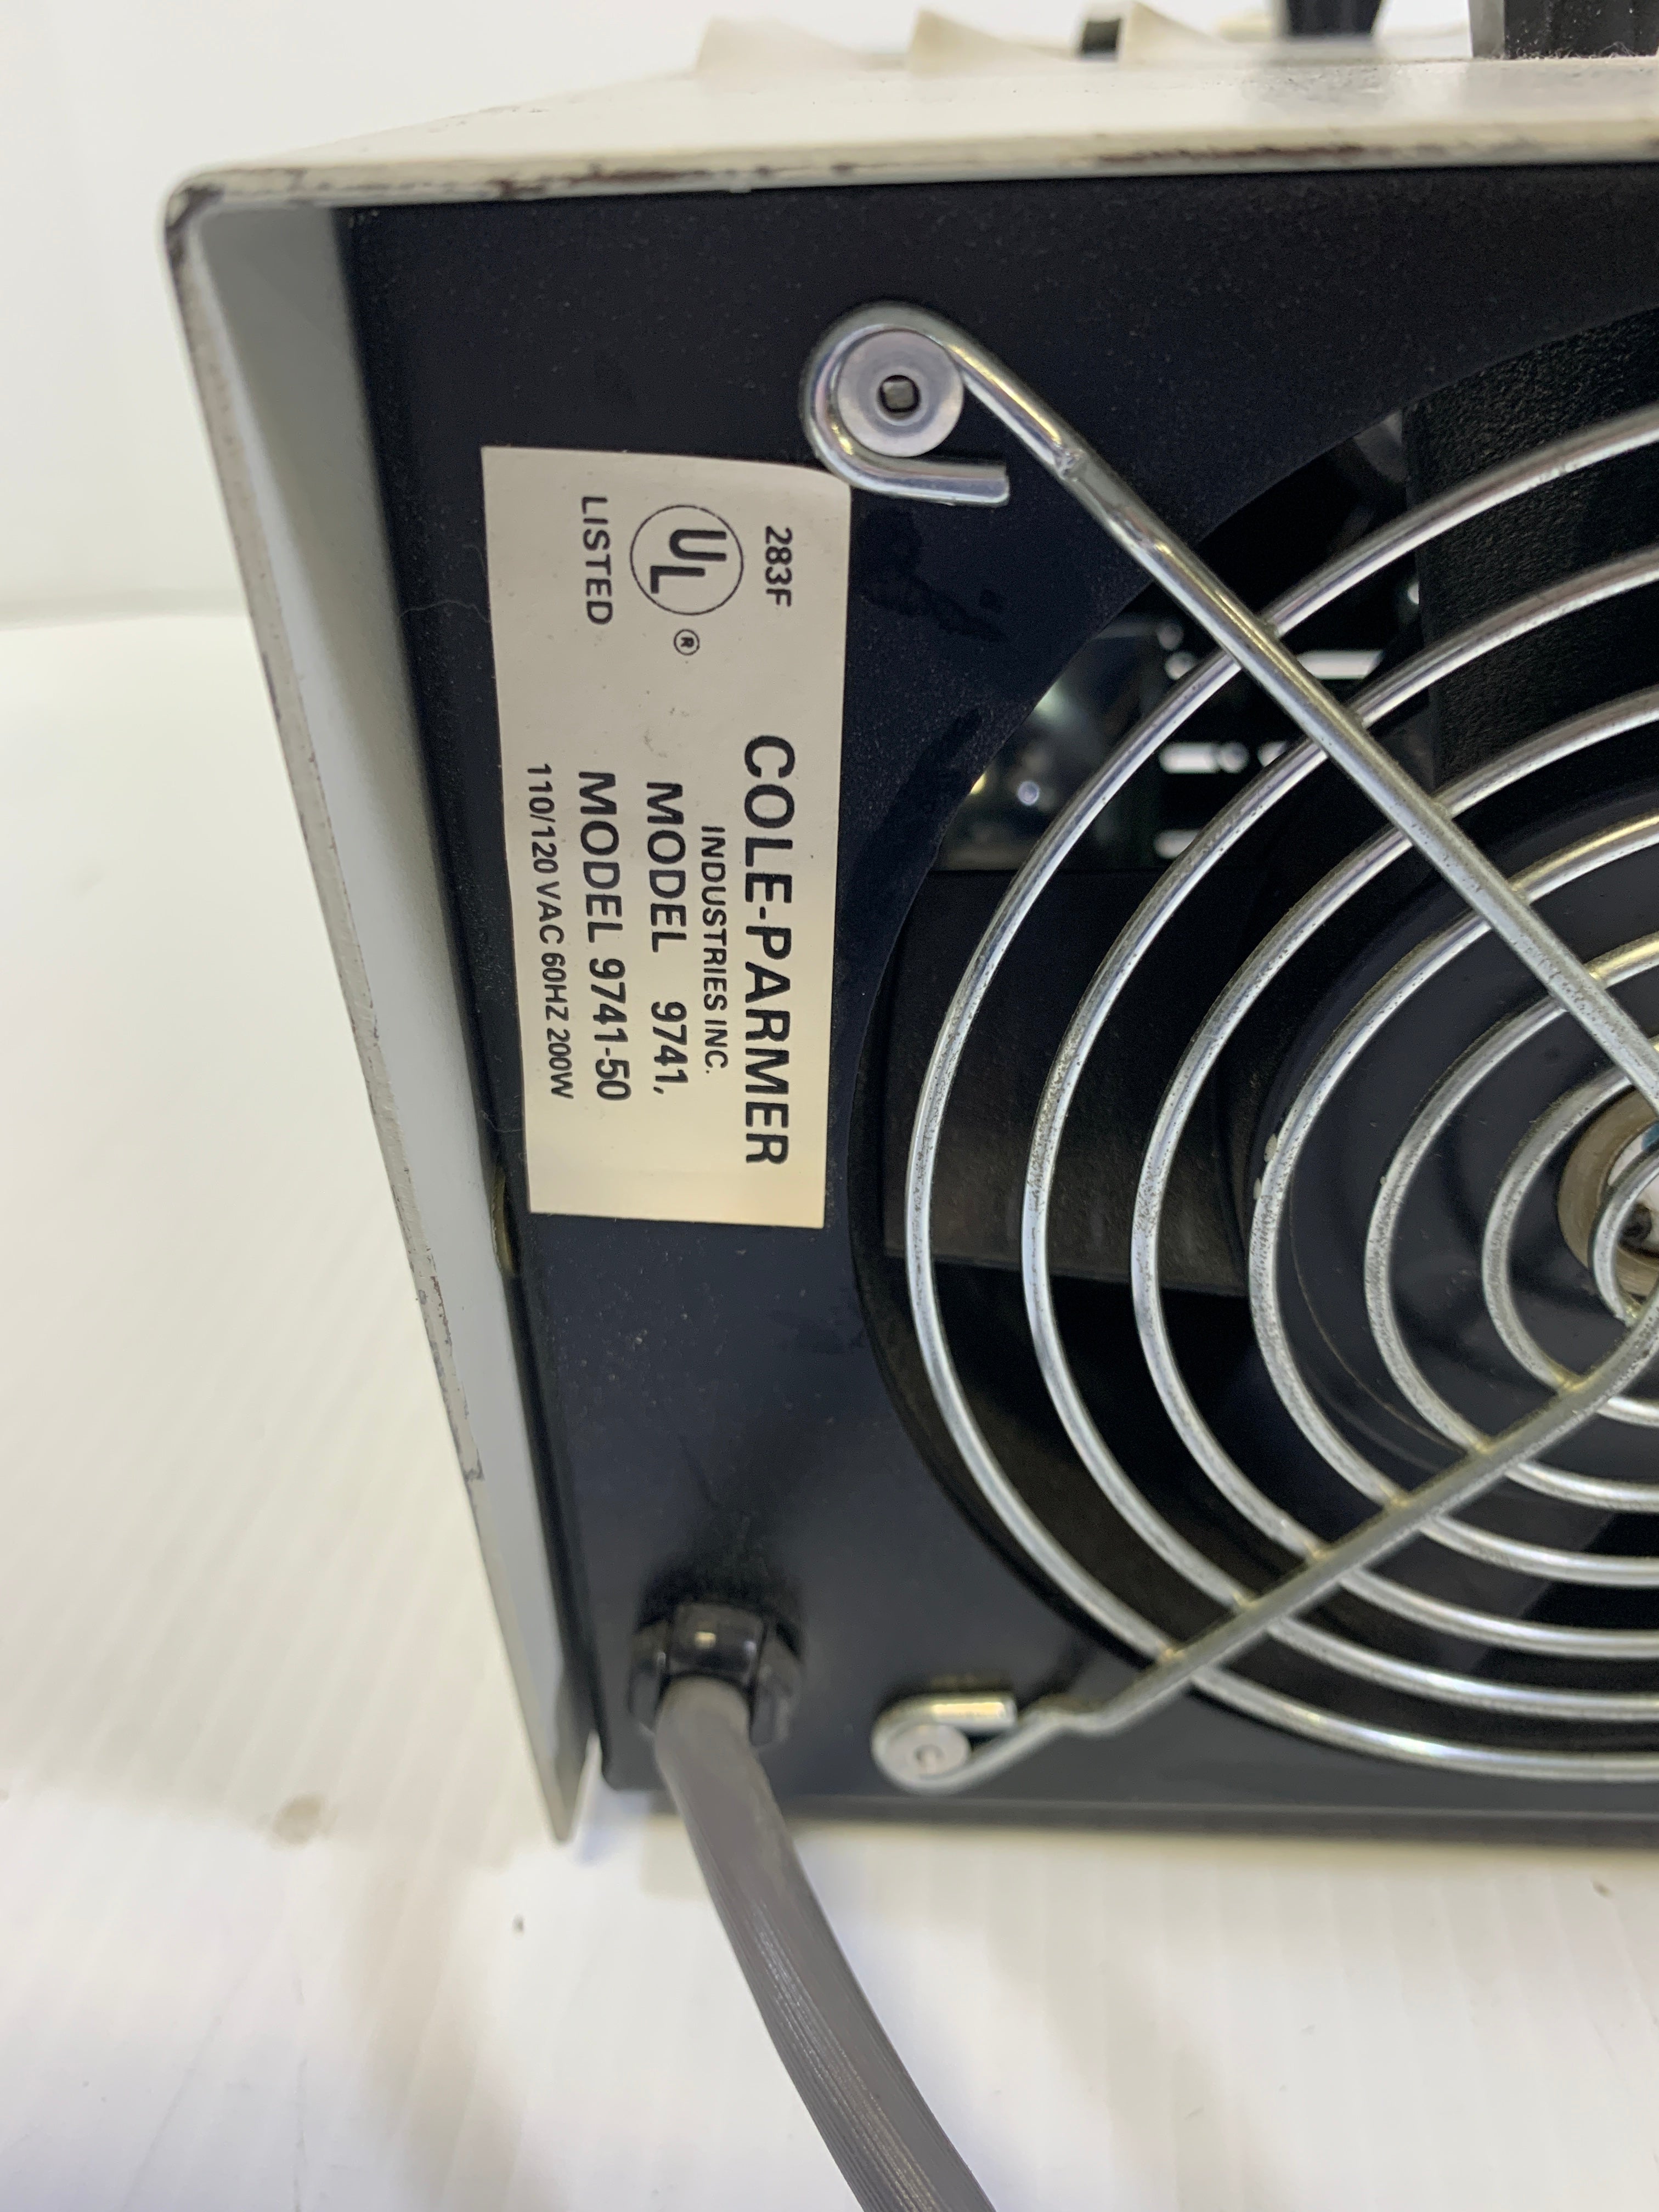 283F
UL ®
LISTED
COLE-PARMER
INDUSTRIES INC.
MODEL 9741,
MODEL 9741-50
110/120 VAC 60HZ 200W